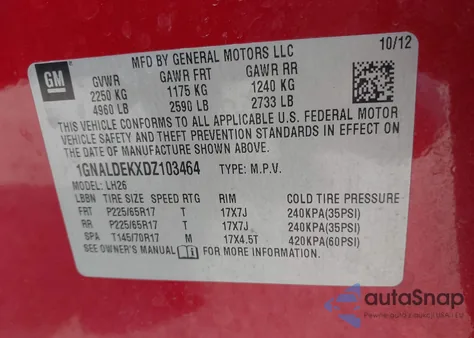 MFD BY GENERAL MOTORS LLC 10/12
GM
GVWR GAWR FRT GAWR RR
2250 KG 1175 KG 1240 KG
4960 LB 2590 LB 2733 LB
THIS VEHICLE CONFORMS TO ALL APPLICABLE U.S. FEDERAL MOTOR
VEHICLE SAFETY AND THEFT PREVENTION STANDARDS IN EFFECT ON THE
DATE OF MANUFACTURE SHOWN ABOVE.
1GNALDEKXDZ103464 TYPE: M.P.V.
MODEL: LH26
LBBN TIRE SIZE SPEED RTG RIM COLD TIRE PRESSURE
FRT P225/65R17 T 17X7J 240KPA(35PSI)
RR P225/65R17 T 17X7J 240KPA(35PSI)
SPA T145/70R17 M 17X4.5T 420KPA(60PSI)
SEE OWNER'S MANUAL FOR ADDITIONAL INFORMATION.
autoSnap